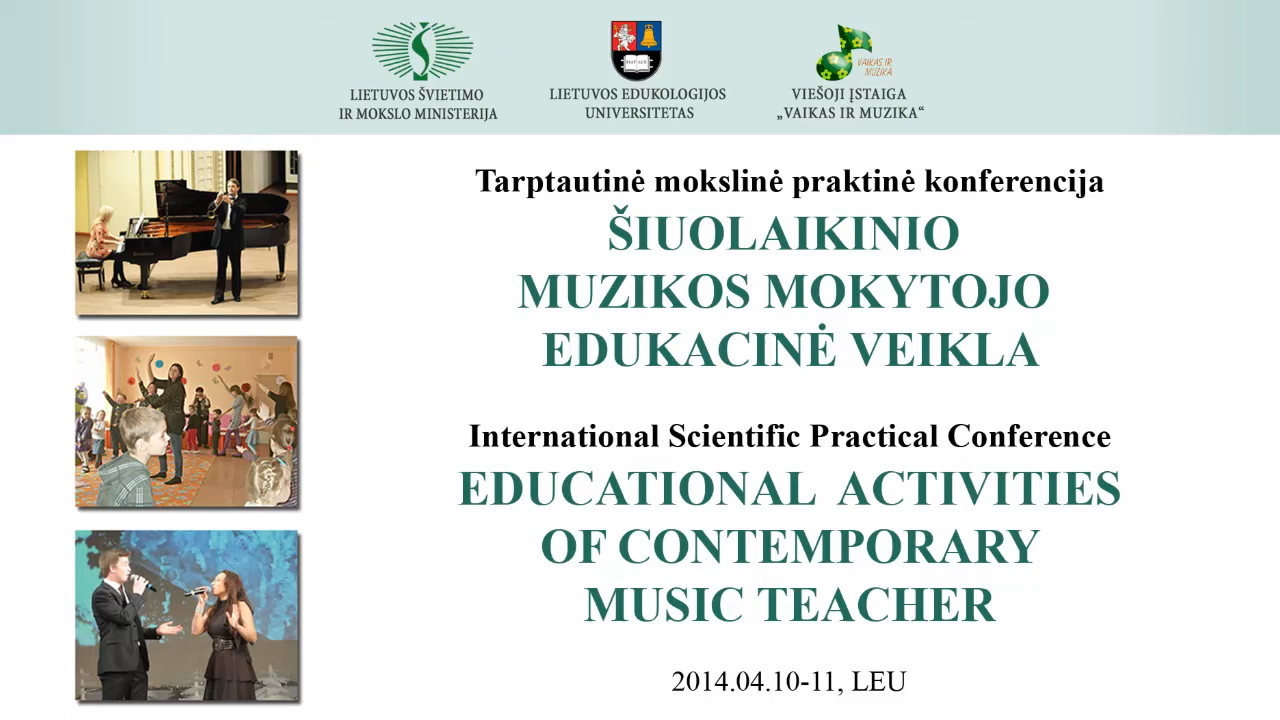 LIETUVOS ŠVIETIMO
IR MOKSLO MINISTERIJA
LIETUVOS EDUKOLOGIJOS
UNIVERSITETAS
VAIKAS IR
MUZIKA
VIEŠOJI ĮSTAIGA
„VAIKAS IR MUZIKA“
Tarptautinė mokslinė praktinė konferencija
ŠIUOLAIKINIO
MUZIKOS MOKYTOJO
EDUKACINĖ VEIKLA
International Scientific Practical Conference
EDUCATIONAL ACTIVITIES
OF CONTEMPORARY
MUSIC TEACHER
2014.04.10-11, LEU